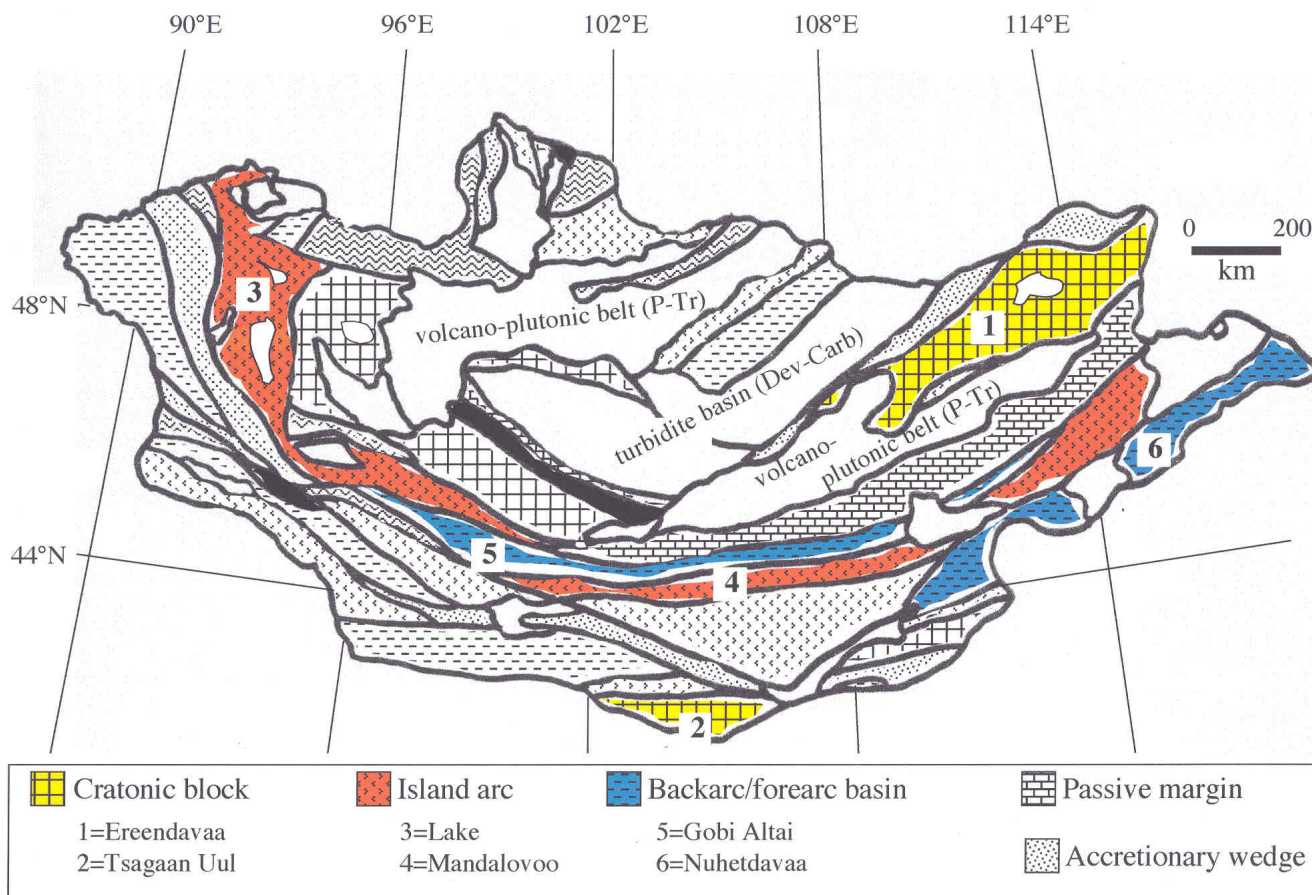 90°E 96°E 102°E 108°E 114°E
0 200
km
48°N
44°N
volcano-plutonic belt (P-Tr)
turbidite basin (Dev-Carb)
volcano-
plutonic belt (P-Tr)
3
1
6
5
4
2
Cratonic block
1=Ereendavaa
2=Tsagaan Uul
Island arc
3=Lake
4=Mandalovoo
Backarc/forearc basin
5=Gobi Altai
6=Nuhetdavaa
Passive margin
Accretionary wedge